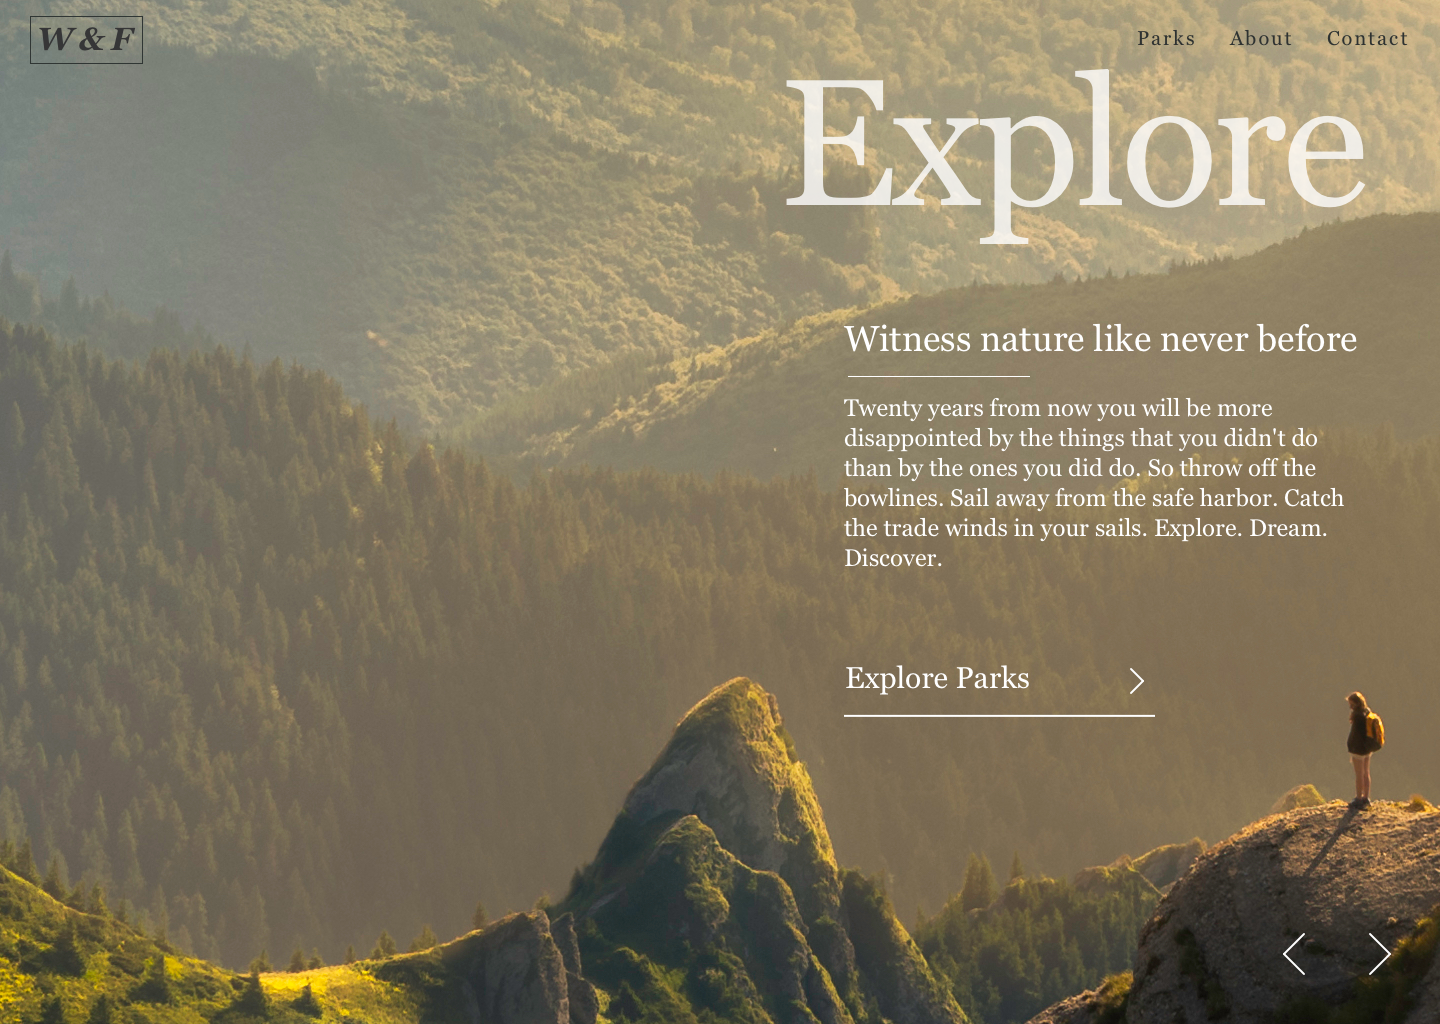 W & F
Parks About Contact
Explore
Witness nature like never before
Twenty years from now you will be more
disappointed by the things that you didn't do
than by the ones you did do. So throw off the
bowlines. Sail away from the safe harbor. Catch
the trade winds in your sails. Explore. Dream.
Discover.
Explore Parks